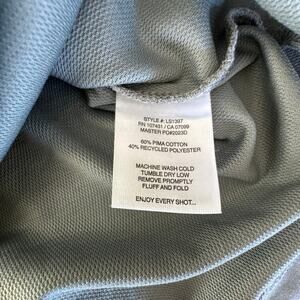 STYLE #: LS1397
RN 107431 / CA 07099
MASTER PO#2023D
60% PIMA COTTON
40% RECYCLED POLYESTER
MACHINE WASH COLD
TUMBLE DRY LOW
REMOVE PROMPTLY
FLUFF AND FOLD
ENJOY EVERY SHOT...